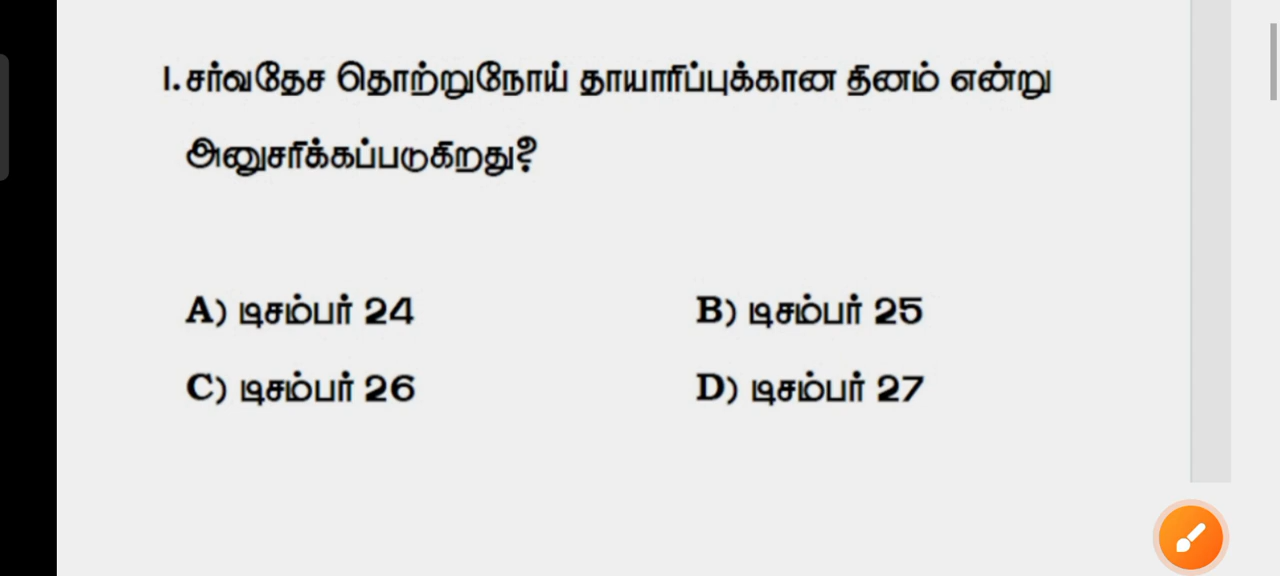 1. சர்வதேச தொற்றுநோய் தாயாரிப்புக்கான தினம் என்று
அனுசரிக்கப்படுகிறது?
A) டிசம்பர் 24 B) டிசம்பர் 25
C) டிசம்பர் 26 D) டிசம்பர் 27